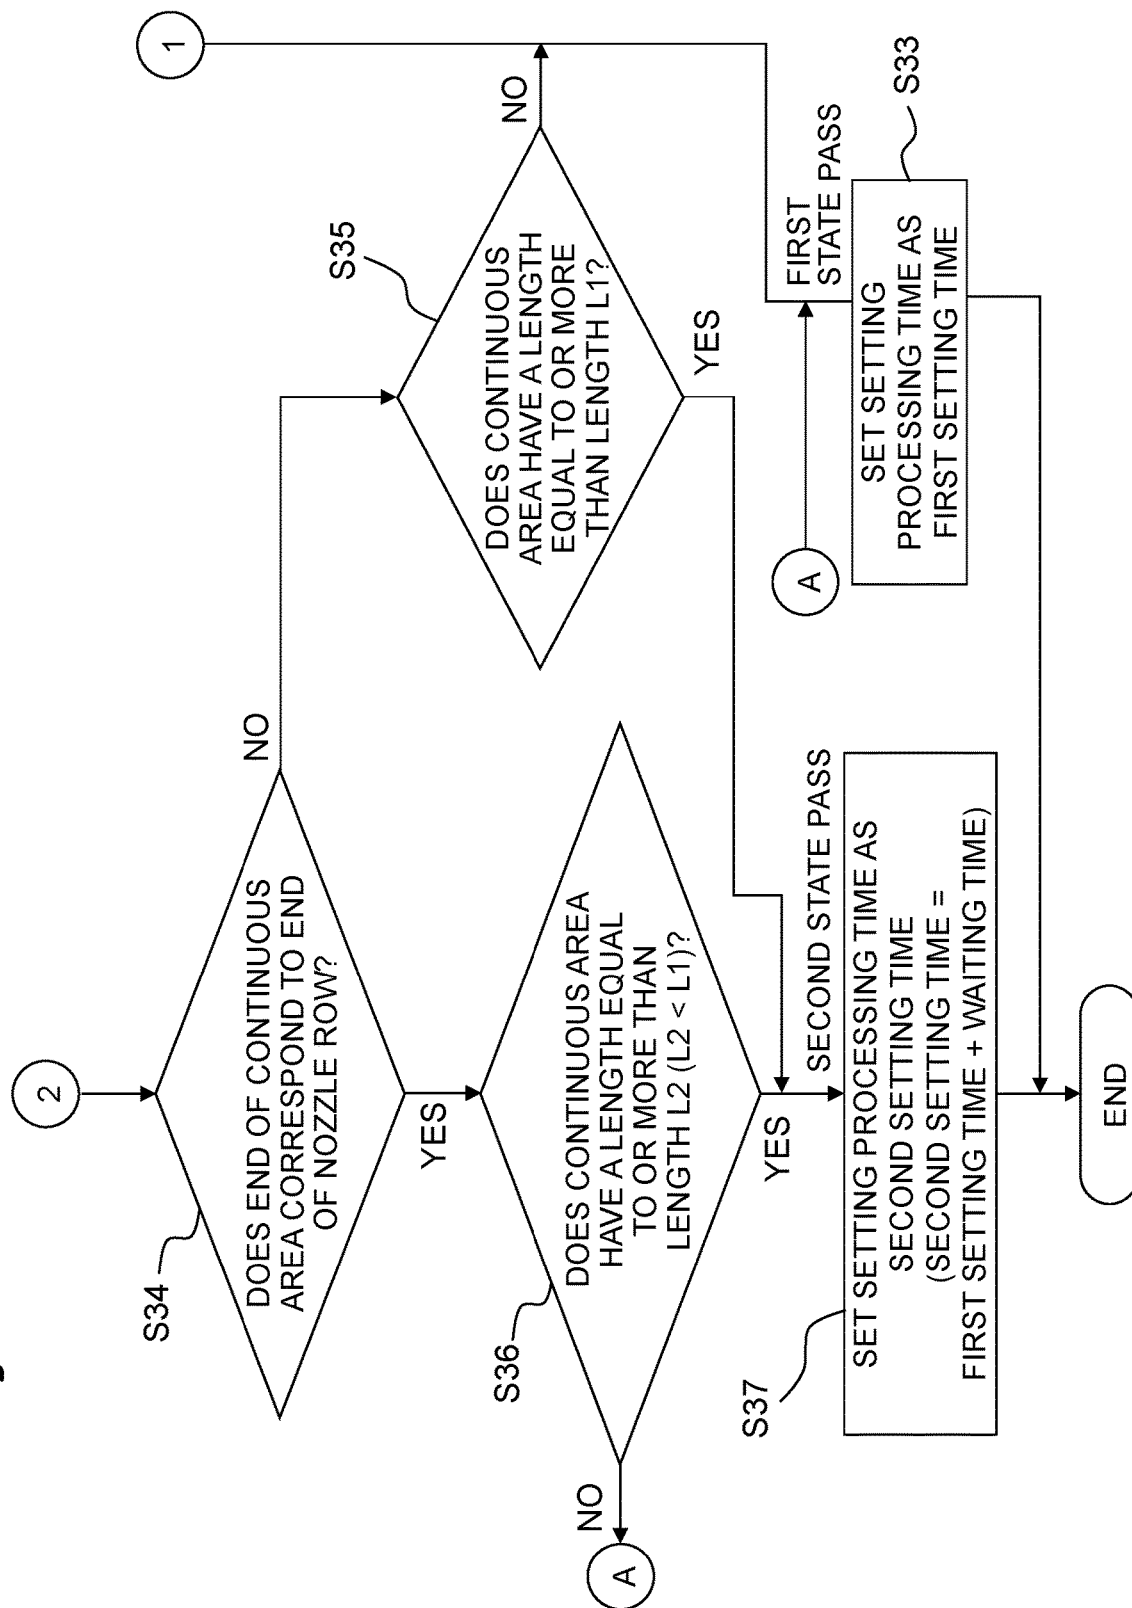 2
S34
DOES END OF CONTINUOUS
AREA CORRESPOND TO END
OF NOZZLE ROW?
NO
YES
1
S35
DOES CONTINUOUS
AREA HAVE A LENGTH
EQUAL TO OR MORE
THAN LENGTH L1?
NO
YES
S36
DOES CONTINUOUS AREA
HAVE A LENGTH EQUAL
TO OR MORE THAN
LENGTH L2 (L2 < L1)?
NO
A
YES
A
FIRST
STATE PASS
S33
SET SETTING
PROCESSING TIME AS
FIRST SETTING TIME
SECOND STATE PASS
S37
SET SETTING PROCESSING TIME AS
SECOND SETTING TIME
(SECOND SETTING TIME =
FIRST SETTING TIME + WAITING TIME)
END